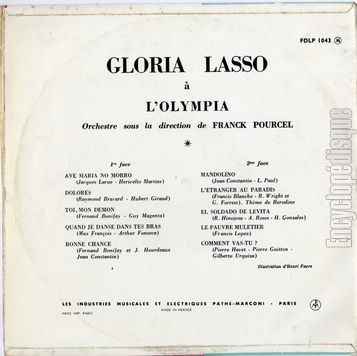 FDLP 1043 M
GLORIA LASSO
à
L'OLYMPIA
Orchestre sous la direction de FRANCK POURCEL
*
1re face
AVE MARIA NO MORRO
(Jacques Larue - Hericelto Martins)
DOLORES
(Raymond Bravard - Hubert Giraud)
TOI, MON DEMON
(Fernand Bonifay - Guy Magenta)
QUAND JE DANSE DANS TES BRAS
(Max François - Arthur Fonseca)
BONNE CHANCE
(Fernand Bonifay et J. Hourdeaux
Jean Constantin)
2me face
MANDOLINO
(Jean Constantin - L. Paul)
L'ETRANGER AU PARADIS
(Francis Blanche - R. Wright et
G. Forrest). Thème de Borodine
EL SOLDADO DE LEVITA
(R. Hinojosa - A. Rosen - H. Gonzales)
LE PAUVRE MULETIER
(Francis Lopez)
COMMENT VAS-TU ?
(Pierre Havet - Pierre Guitton -
Gilberto Urquiza)
Illustration d'Henri Favre
LES INDUSTRIES MUSICALES ET ELECTRIQUES PATHE-MARCONI - PARIS
MADE IN FRANCE
Encyclopédisque